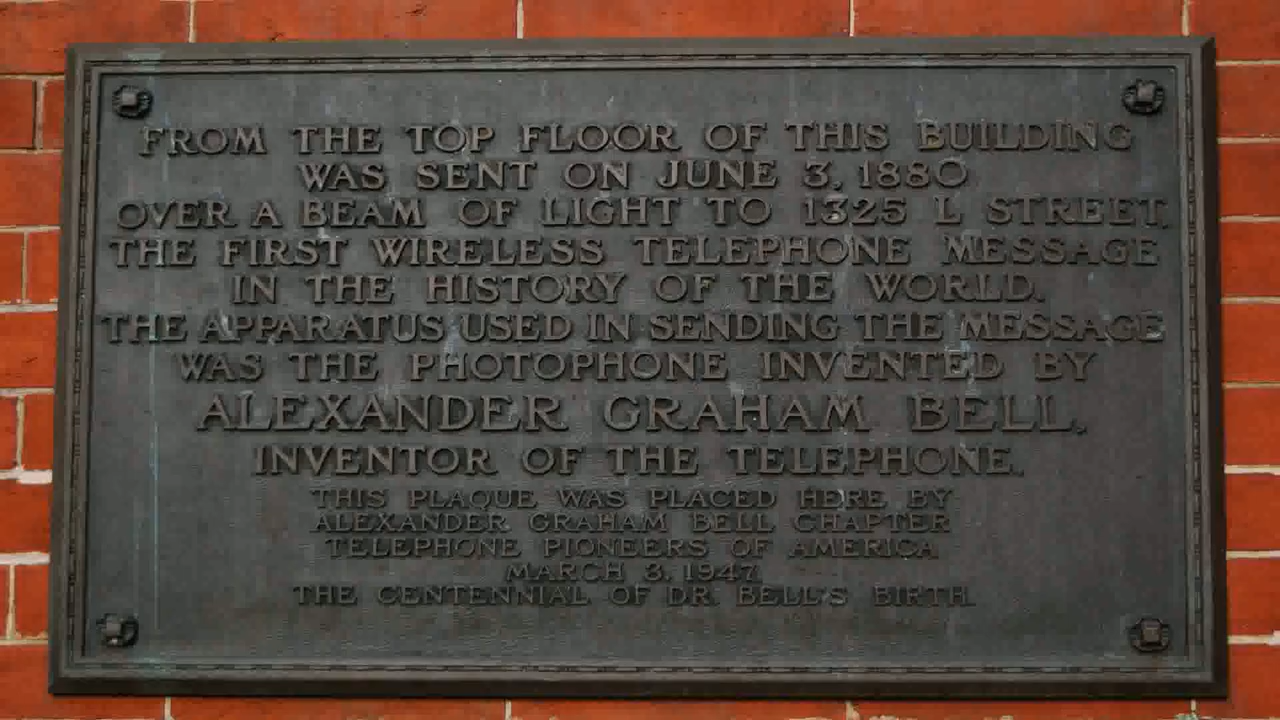 FROM THE TOP FLOOR OF THIS BUILDING
WAS SENT ON JUNE 3, 1880
OVER A BEAM OF LIGHT TO 1325 L STREET,
THE FIRST WIRELESS TELEPHONE MESSAGE
IN THE HISTORY OF THE WORLD.
THE APPARATUS USED IN SENDING THE MESSAGE
WAS THE PHOTOPHONE INVENTED BY
ALEXANDER GRAHAM BELL,
INVENTOR OF THE TELEPHONE.
THIS PLAQUE WAS PLACED HERE BY
ALEXANDER GRAHAM BELL CHAPTER
TELEPHONE PIONEERS OF AMERICA
MARCH 3, 1947
THE CENTENNIAL OF DR. BELL'S BIRTH